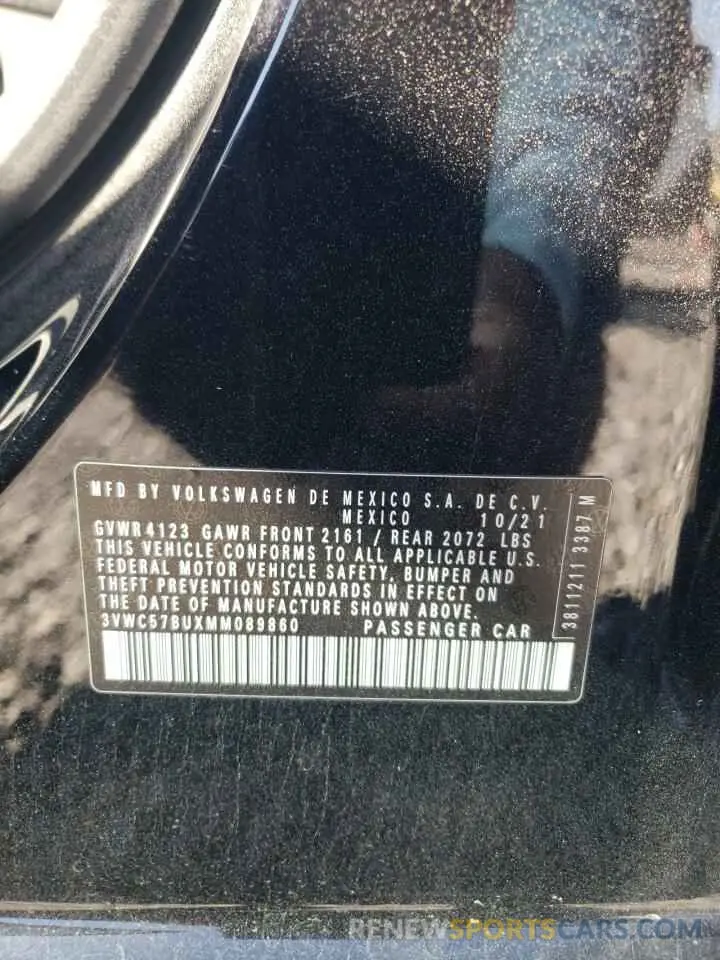 MFD BY VOLKSWAGEN DE MEXICO S.A. DE C.V.
MEXICO 10/21
GVWR 4123 GAWR FRONT 2161 / REAR 2072 LBS
THIS VEHICLE CONFORMS TO ALL APPLICABLE U.S.
FEDERAL MOTOR VEHICLE SAFETY, BUMPER AND
THEFT PREVENTION STANDARDS IN EFFECT ON
THE DATE OF MANUFACTURE SHOWN ABOVE.
3VWC57BUXMM089860 PASSENGER CAR
3811211 3387 M
RENEWSPORTSCARS.COM